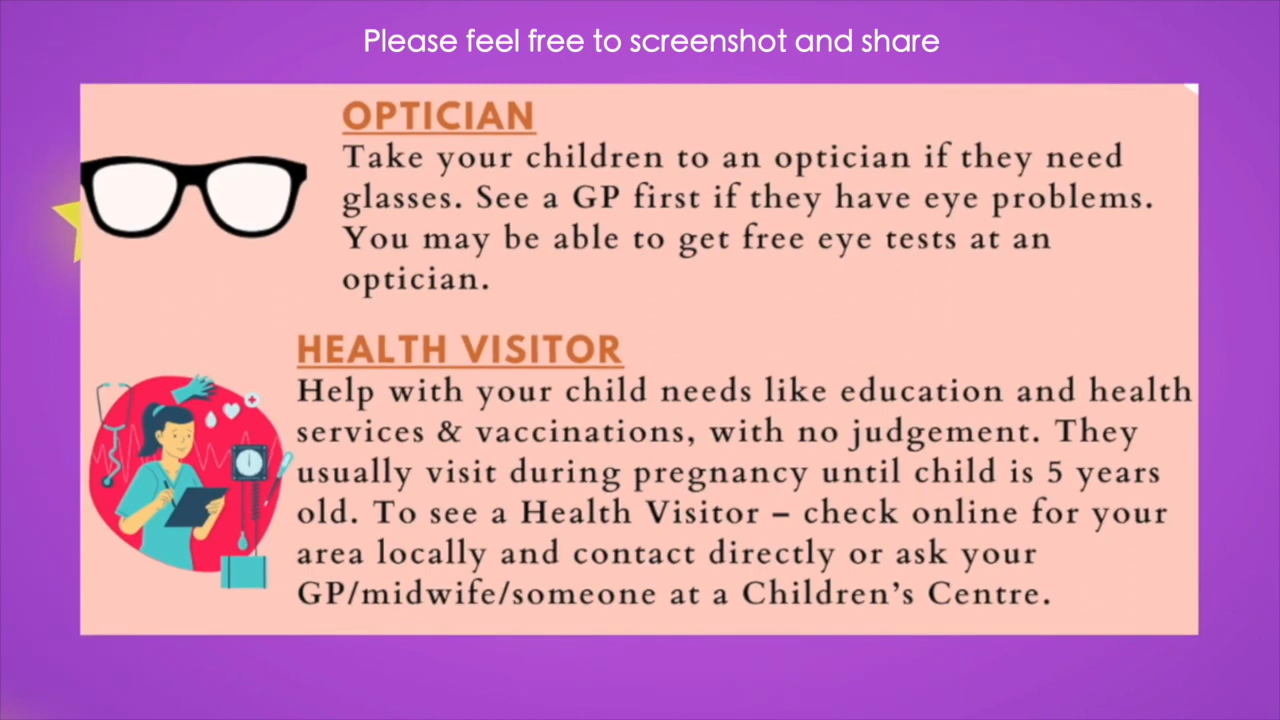 Please feel free to screenshot and share
OPTICIAN
Take your children to an optician if they need
glasses. See a GP first if they have eye problems.
You may be able to get free eye tests at an
optician.
HEALTH VISITOR
Help with your child needs like education and health
services & vaccinations, with no judgement. They
usually visit during pregnancy until child is 5 years
old. To see a Health Visitor – check online for your
area locally and contact directly or ask your
GP/midwife/someone at a Children's Centre.